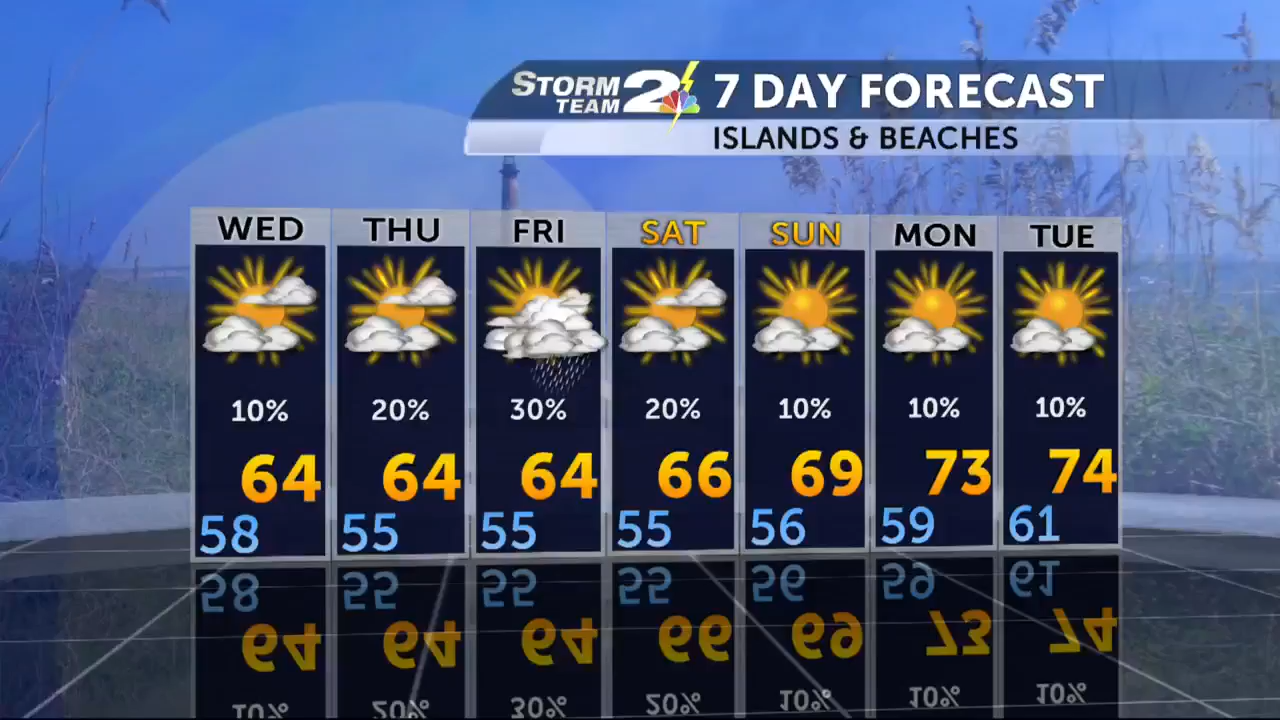 STORM TEAM 2
7 DAY FORECAST
ISLANDS & BEACHES
WED THU FRI SAT SUN MON TUE
10% 20% 30% 20% 10% 10% 10%
64 64 64 66 69 73 74
58 55 55 55 56 59 61